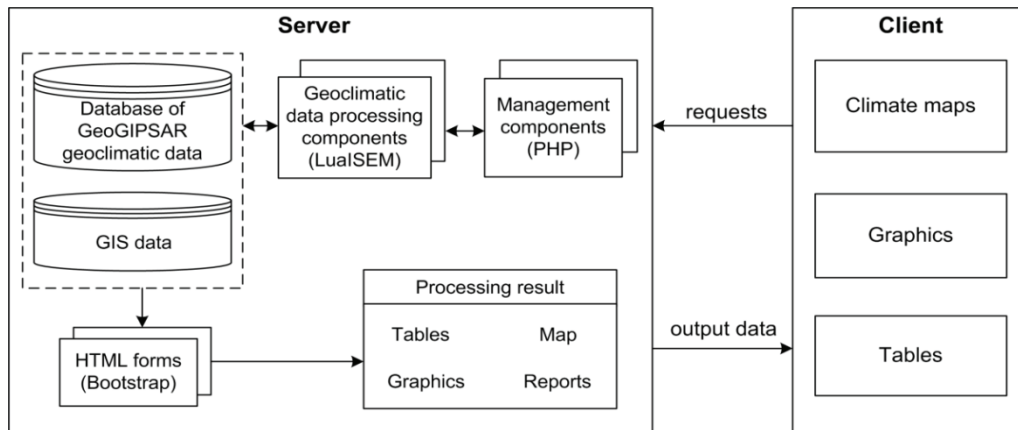 Server
Database of
GeoGIPSAR
geoclimatic data
GIS data
Geoclimatic
data processing
components
(LuaISEM)
Management
components
(PHP)
HTML forms
(Bootstrap)
Processing result
Tables
Map
Graphics
Reports
requests
output data
Client
Climate maps
Graphics
Tables